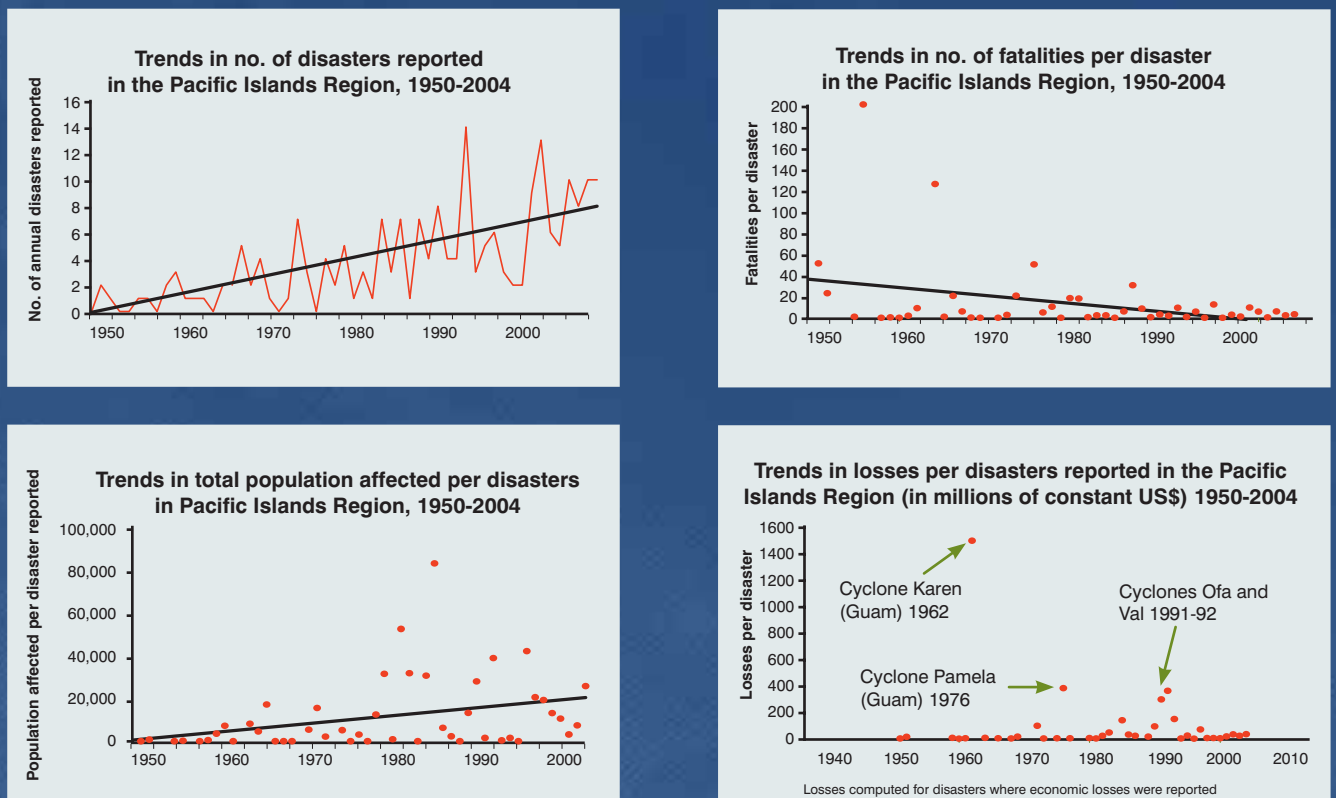 Trends in no. of disasters reported
in the Pacific Islands Region, 1950-2004
No. of annual disasters reported
16
14
12
10
8
6
4
2
0
1950 1960 1970 1980 1990 2000
Trends in no. of fatalities per disaster
in the Pacific Islands Region, 1950-2004
Fatalities per disaster
200
180
160
140
120
100
80
60
40
20
0
1950 1960 1970 1980 1990 2000
Trends in total population affected per disasters
in Pacific Islands Region, 1950-2004
Population affected per disaster reported
100,000
80,000
60,000
40,000
20,000
0
1950 1960 1970 1980 1990 2000
Trends in losses per disasters reported in the Pacific
Islands Region (in millions of constant US$) 1950-2004
Losses per disaster
1600
1400
1200
1000
800
600
400
200
0
Cyclone Karen
(Guam) 1962
Cyclones Ofa and
Val 1991-92
Cyclone Pamela
(Guam) 1976
1940 1950 1960 1970 1980 1990 2000 2010
Losses computed for disasters where economic losses were reported